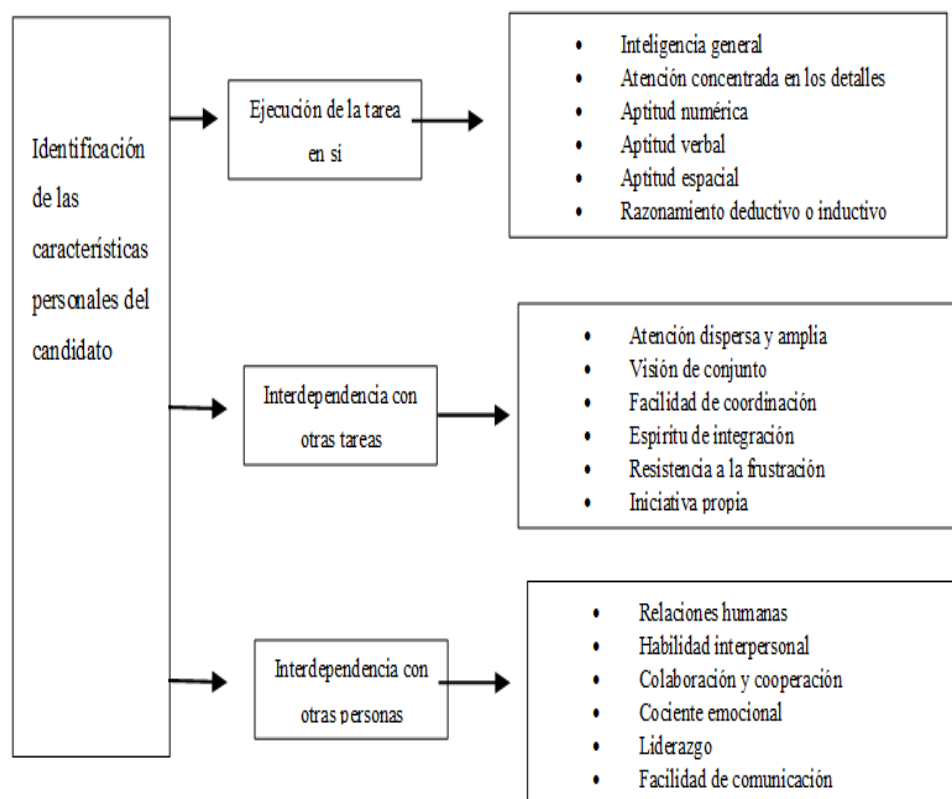 Identificación
de las
características
personales del
candidato
Ejecución de la tarea
en si
• Inteligencia general
• Atención concentrada en los detalles
• Aptitud numérica
• Aptitud verbal
• Aptitud espacial
• Razonamiento deductivo o inductivo
Interdependencia con
otras tareas
• Atención dispersa y amplia
• Visión de conjunto
• Facilidad de coordinación
• Espíritu de integración
• Resistencia a la frustración
• Iniciativa propia
Interdependencia con
otras personas
• Relaciones humanas
• Habilidad interpersonal
• Colaboración y cooperación
• Cociente emocional
• Liderazgo
• Facilidad de comunicación